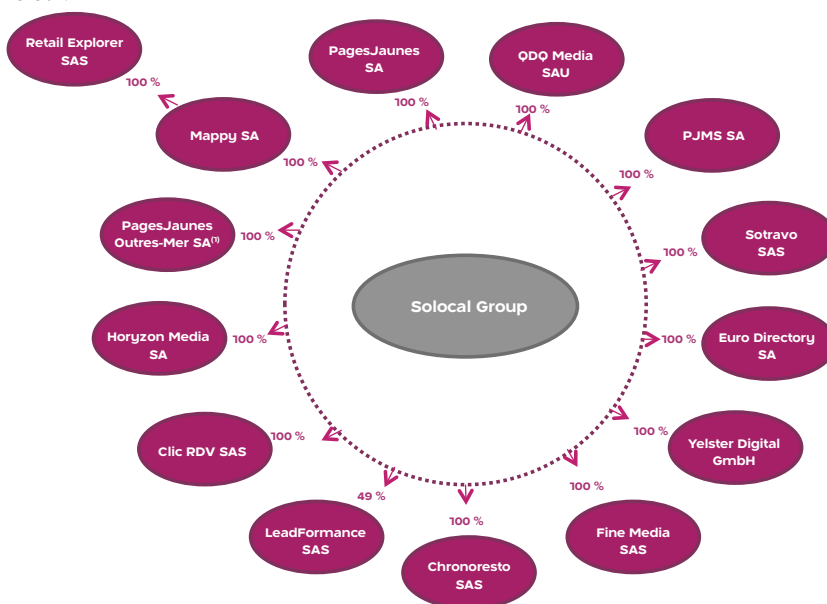 Retail Explorer
SAS
100 %
Mappy SA
100 %
PagesJaunes
SA
100 %
QDQ Media
SAU
100 %
PJMS SA
100 %
Sotravo
SAS
100 %
Euro Directory
SA
100 %
Yelster Digital
GmbH
100 %
Fine Media
SAS
100 %
Chronoresto
SAS
100 %
LeadFormance
SAS
49 %
Clic RDV SAS
100 %
Horyzon Media
SA
100 %
PagesJaunes
Outres-Mer SA(1)
100 %
Solocal Group